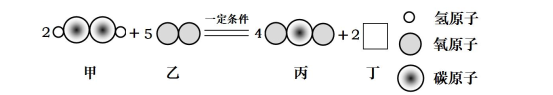 2 + 5 一定条件 4 + 2
甲 乙 丙 丁
氢原子
氧原子
碳原子